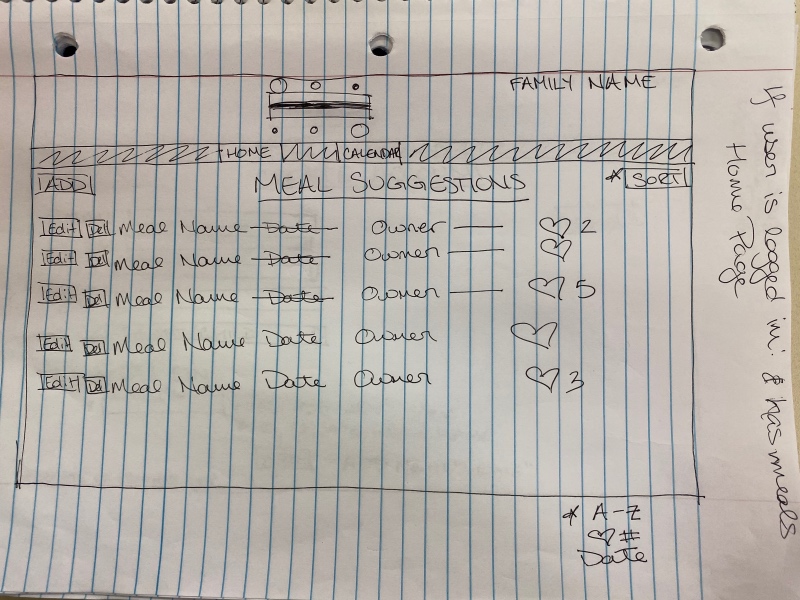 FAMILY NAME
HOME CALENDAR
ADD MEAL SUGGESTIONS * SORT
Edit Del Meal Name Date Owner ♡ 2
Edit Del Meal Name Date Owner ♡
Edit Del Meal Name Date Owner ♡ 5
Edit Del Meal Name Date Owner ♡
Edit Del Meal Name Date Owner ♡ 3
* A-Z
♡ #
Date
If user is logged in: & has meals
Home Page